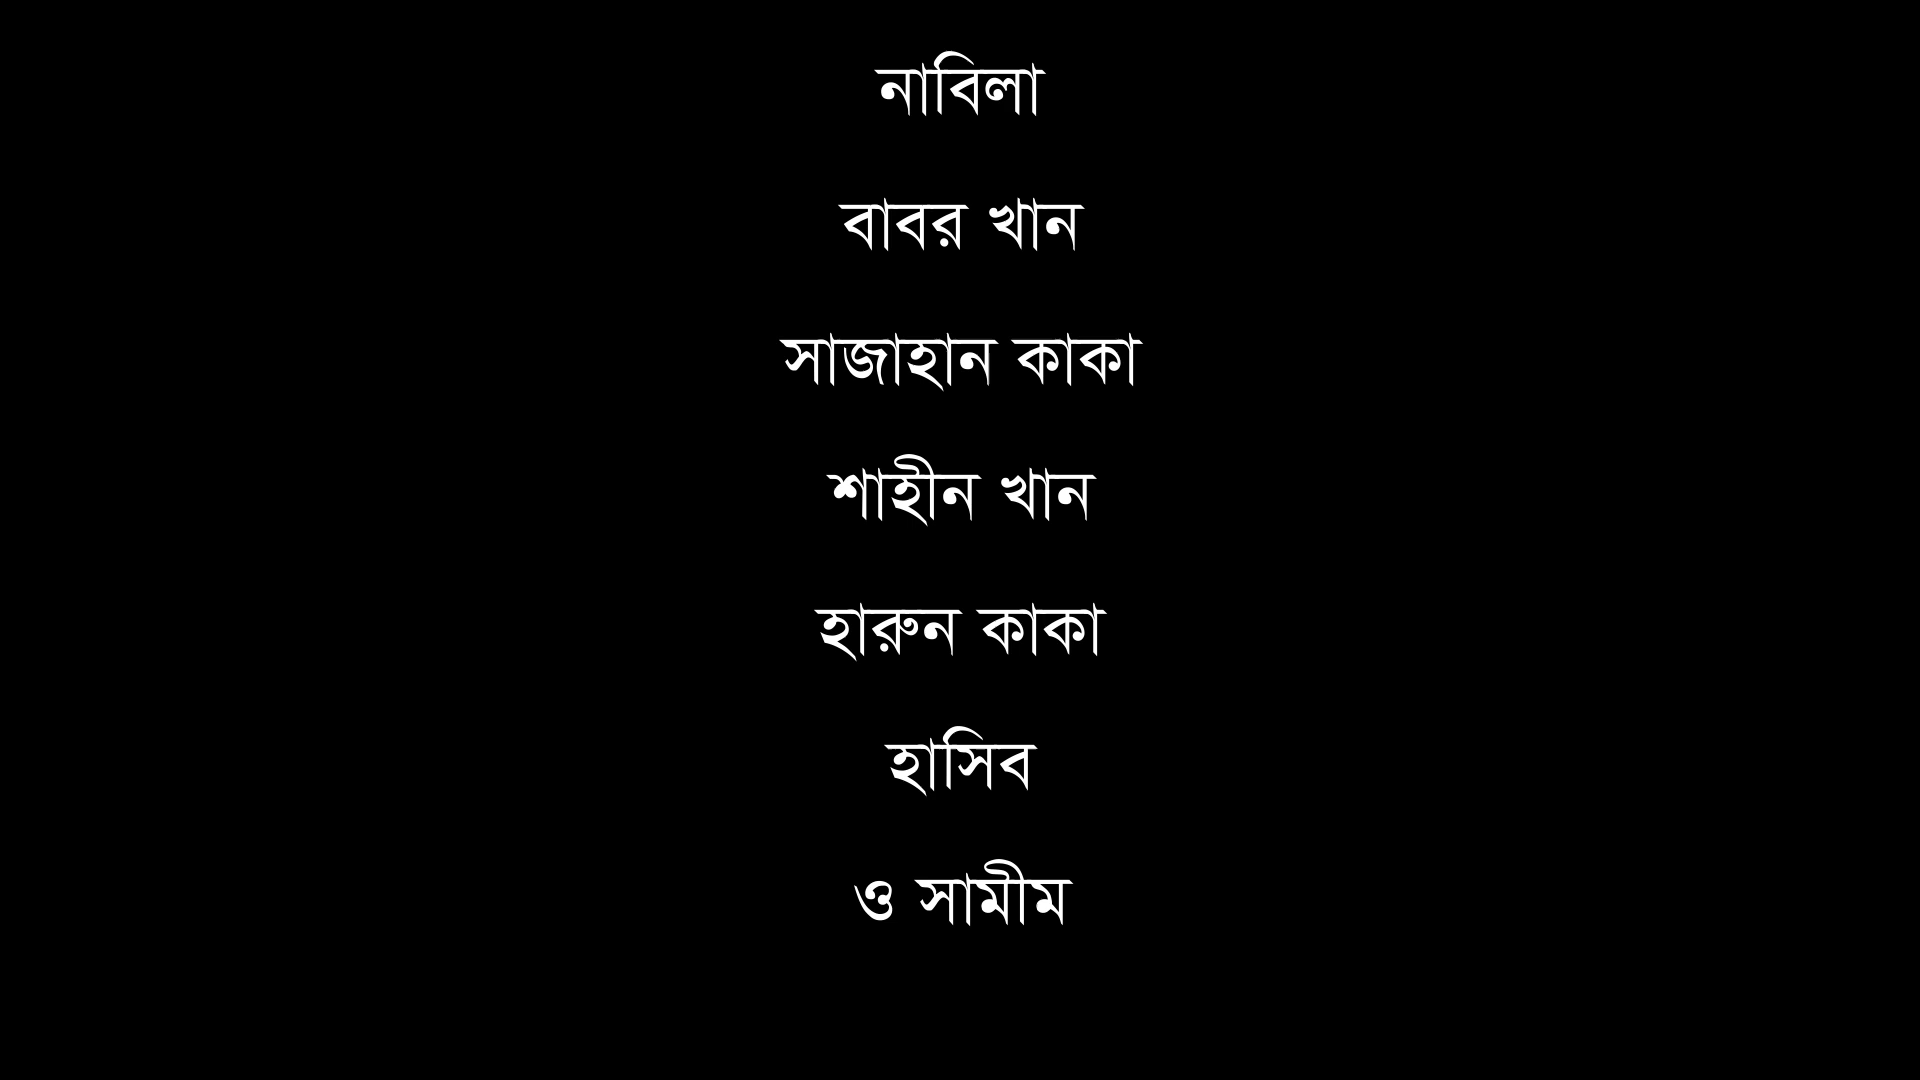 নাবিলা
বাবর খান
সাজাহান কাকা
শাহীন খান
হারুন কাকা
হাসিব
ও সামীম